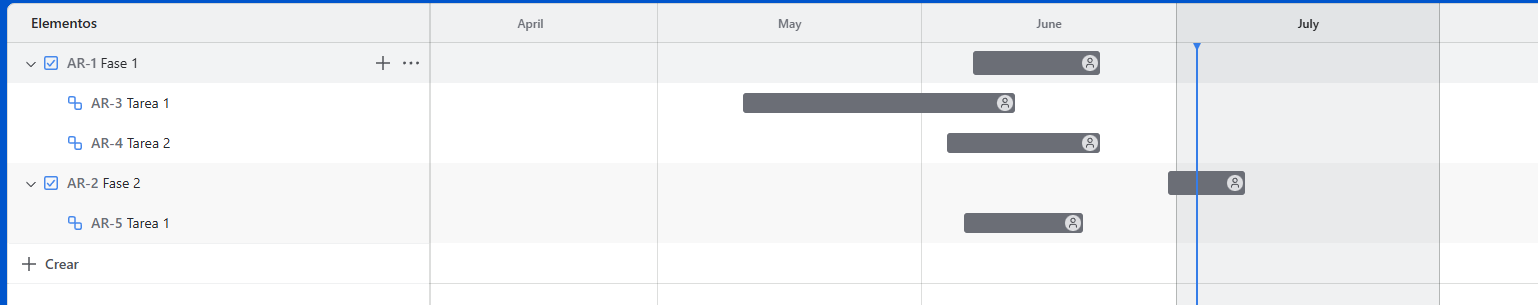 Elementos April May June July
AR-1 Fase 1
AR-3 Tarea 1
AR-4 Tarea 2
AR-2 Fase 2
AR-5 Tarea 1
Crear